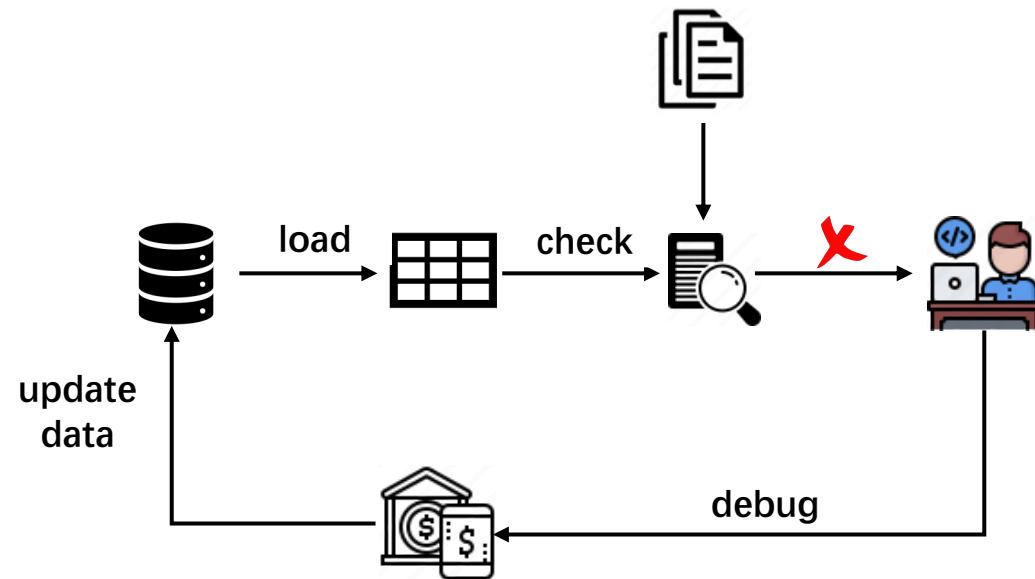 load
check
update
data
debug
</>
$
$